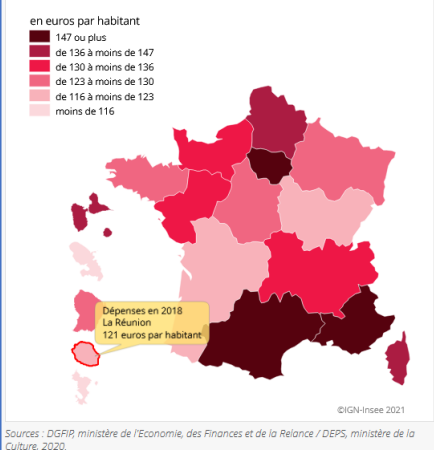 en euros par habitant
147 ou plus
de 136 à moins de 147
de 130 à moins de 136
de 123 à moins de 130
de 116 à moins de 123
moins de 116
Dépenses en 2018
La Réunion
121 euros par habitant
©IGN-Insee 2021
Sources : DGFIP, ministère de l'Economie, des Finances et de la Relance / DEPS, ministère de la
Culture, 2020.